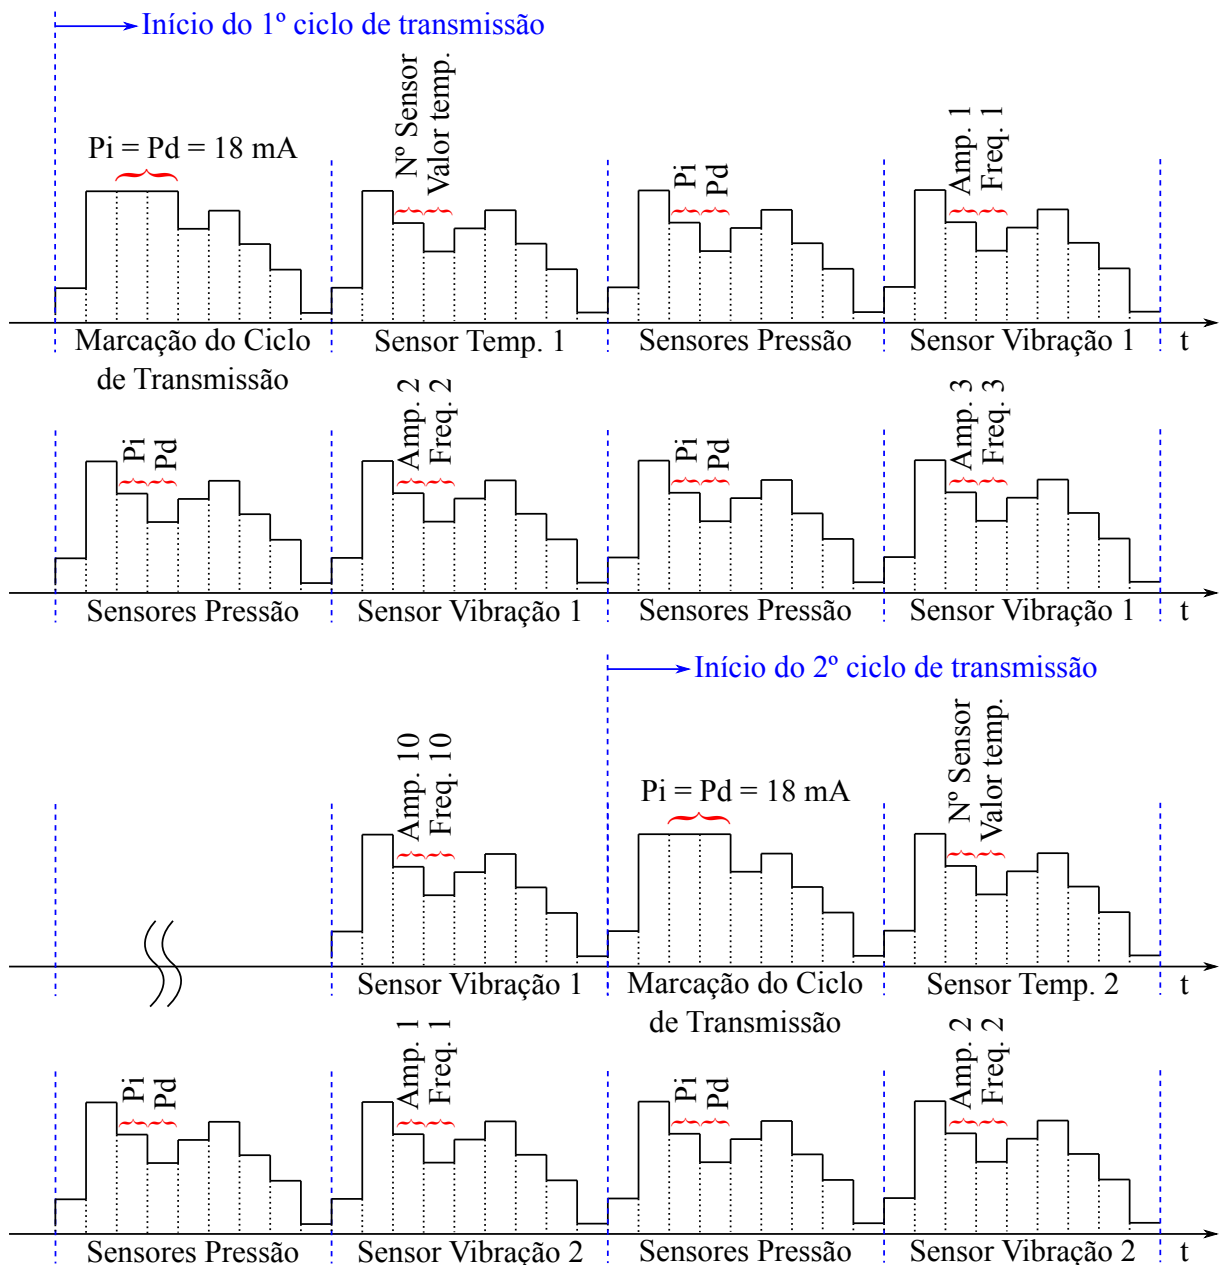 Início do 1º ciclo de transmissão
Pi = Pd = 18 mA
Nº Sensor
Valor temp.
Pi
Pd
Amp. 1
Freq. 1
Marcação do Ciclo
de Transmissão
Sensor Temp. 1
Sensores Pressão
Sensor Vibração 1
t
Pi
Pd
Amp. 2
Freq. 2
Pi
Pd
Amp. 3
Freq. 3
Sensores Pressão
Sensor Vibração 1
Sensores Pressão
Sensor Vibração 1
t
Início do 2º ciclo de transmissão
Amp. 10
Freq. 10
Pi = Pd = 18 mA
Nº Sensor
Valor temp.
Sensor Vibração 1
Marcação do Ciclo
de Transmissão
Sensor Temp. 2
t
Pi
Pd
Amp. 1
Freq. 1
Pi
Pd
Amp. 2
Freq. 2
Sensores Pressão
Sensor Vibração 2
Sensores Pressão
Sensor Vibração 2
t